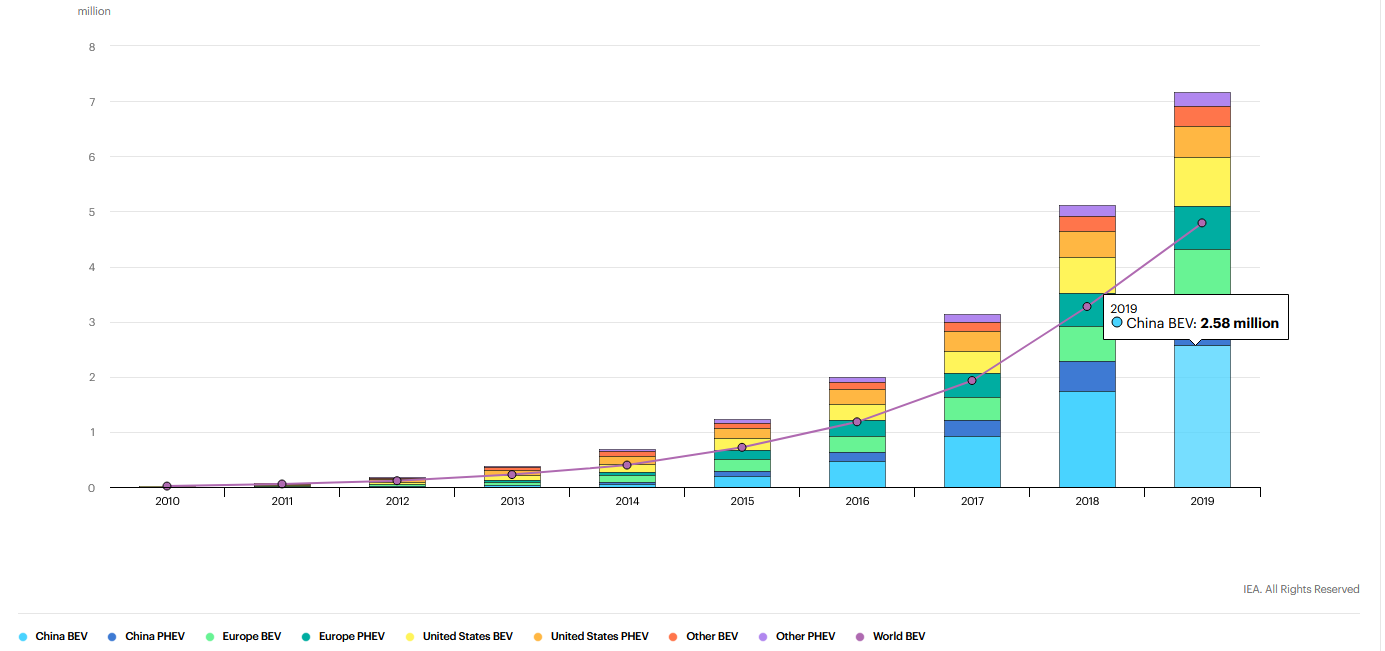 million
8
7
6
5
4
3
2
1
0
2019
China BEV: 2.58 million
2010 2011 2012 2013 2014 2015 2016 2017 2018 2019
IEA. All Rights Reserved
China BEV China PHEV Europe BEV Europe PHEV United States BEV United States PHEV Other BEV Other PHEV World BEV